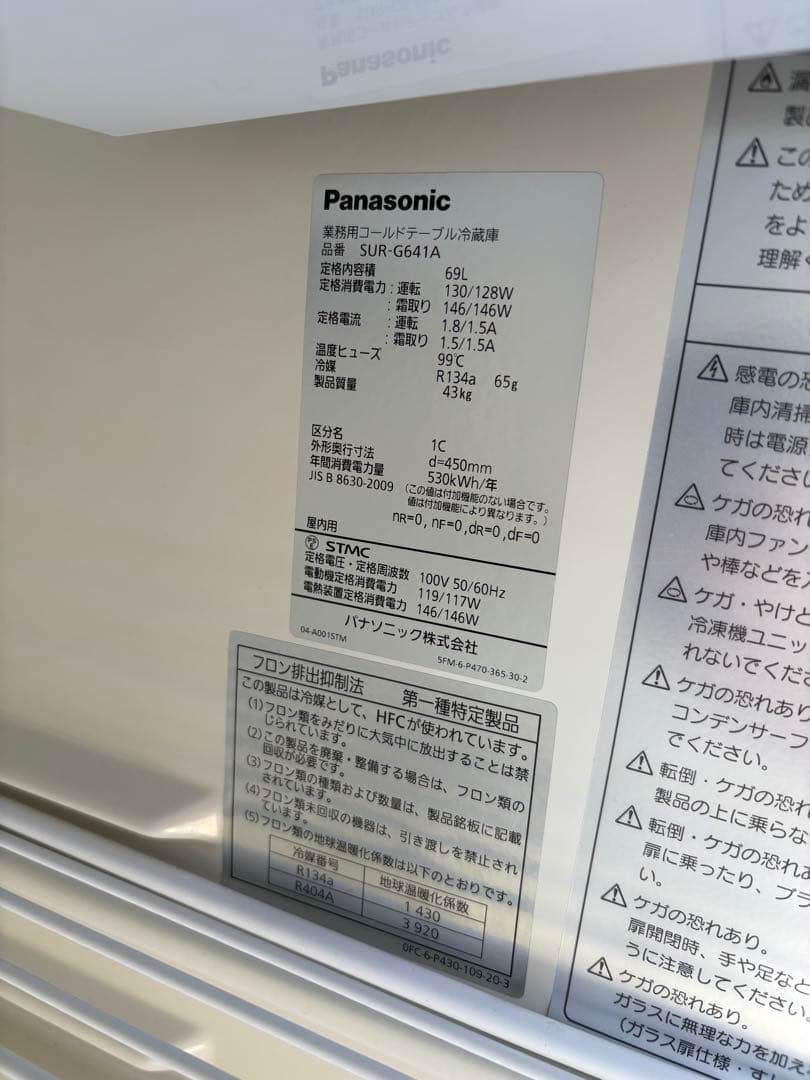 Panasonic
Panasonic
業務用コールドテーブル冷蔵庫
品番 SUR-G641A
定格内容積 69L
定格消費電力：運転 130/128W
：霜取り 146/146W
定格電流 ：運転 1.8/1.5A
：霜取り 1.5/1.5A
温度ヒューズ 99℃
冷媒 R134a 65g
製品質量 43kg
区分名 1C
外形奥行寸法 d=450mm
年間消費電力量 530kWh/年
JIS B 8630-2009 (この値は付加機能のない場合です。
値は付加機能により異なります。)
nR=0, nF=0,dR=0,dF=0
屋内用
PS E STMC
定格電圧・定格周波数 100V 50/60Hz
電動機定格消費電力 119/117W
電熱装置定格消費電力 146/146W
パナソニック株式会社
04-A001STM 5FM-6-P470-365-30-2
フロン排出抑制法 第一種特定製品
この製品は冷媒として、HFCが使われています。
(1)フロン類をみだりに大気中に放出することは禁
じられています。
(2)この製品を廃棄・整備する場合は、フロン類の
回収が必要です。
(3)フロン類の種類および数量は、製品銘板に記載
されています。
(4)フロン類未回収の機器は、引き渡しを禁止され
ています。
(5)フロン類の地球温暖化係数は以下のとおりです。
冷媒番号 地球温暖化係数
R134a 1 430
R404A 3 920
0FC-6-P430-109-20-3
漏
製
この
ため
をよ
理解く
感電の恐
庫内清掃
時は電源
てください
ケガの恐れ
庫内ファン
や棒などを
ケガ・やけど
冷凍機ユニッ
れないでくださ
ケガの恐れあり
コンデンサーフ
でください。
転倒・ケガの恐れ
製品の上に乗らな
転倒・ケガの恐れあ
扉に乗ったり、ブラ
い。
ケガの恐れあり。
扉開閉時、手や足など
うに注意してください。
ケガの恐れあり。
ガラスに無理な力を加え
(ガラス扉仕様・す